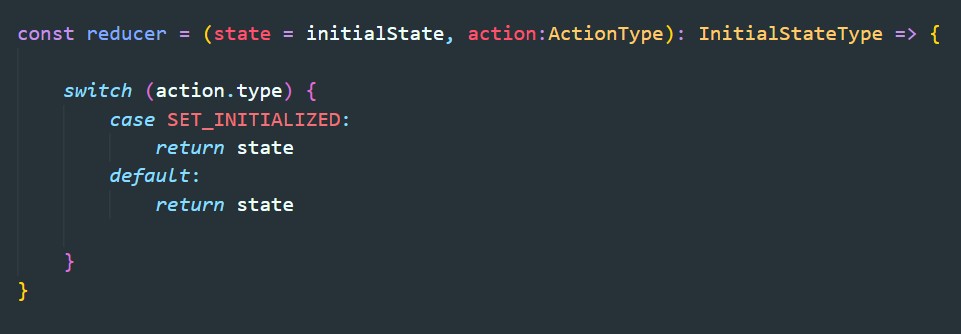 const reducer = (state = initialState, action:ActionType): InitialStateType => {
switch (action.type) {
case SET_INITIALIZED:
return state
default:
return state
}
}